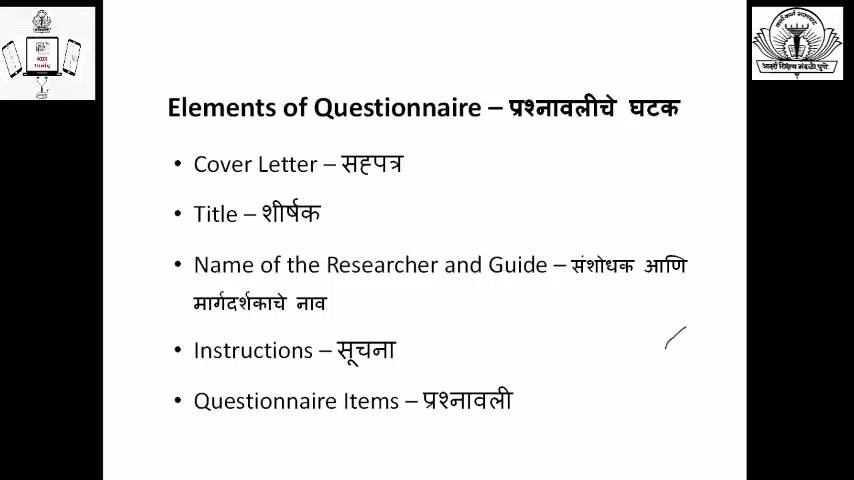 Elements of Questionnaire – प्रश्नावलीचे घटक
• Cover Letter – सहपत्र
• Title – शीर्षक
• Name of the Researcher and Guide – संशोधक आणि
मार्गदर्शकाचे नाव
• Instructions – सूचना
• Questionnaire Items – प्रश्नावली